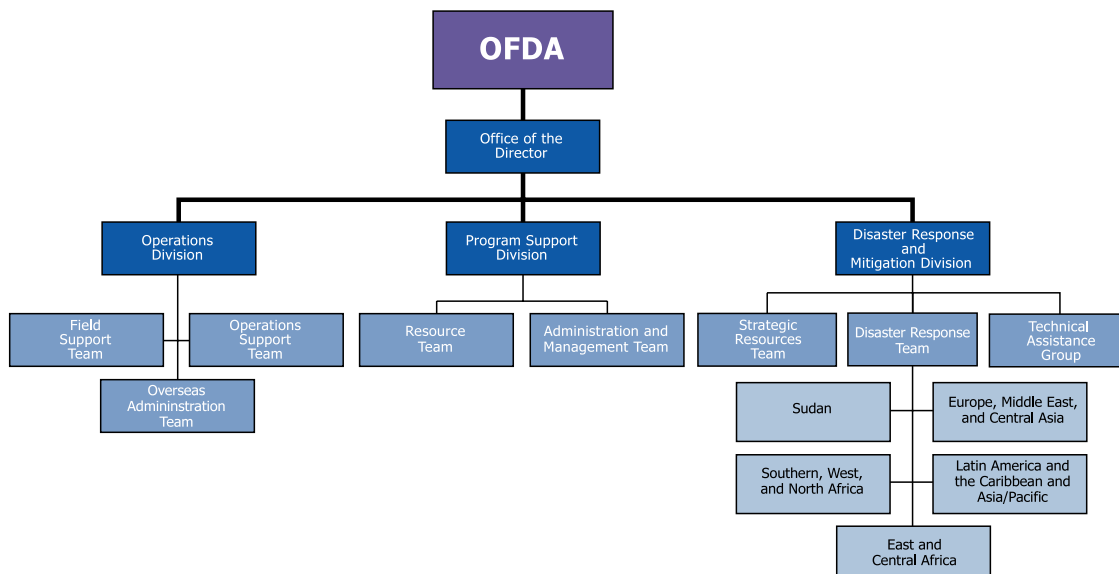 OFDA
Office of the
Director
Operations
Division
Program Support
Division
Disaster Response
and
Mitigation Division
Field
Support
Team
Operations
Support
Team
Overseas
Admininstration
Team
Resource
Team
Administration and
Management Team
Strategic
Resources
Team
Disaster Response
Team
Technical
Assistance
Group
Sudan
Europe, Middle East,
and Central Asia
Southern, West,
and North Africa
Latin America and
the Caribbean and
Asia/Pacific
East and
Central Africa